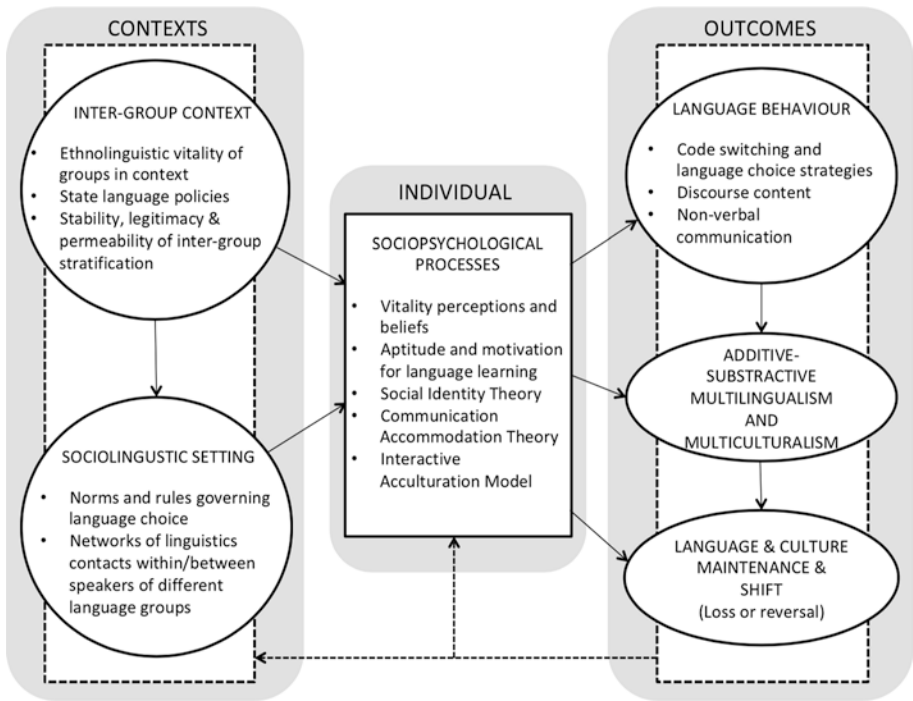 CONTEXTS
INTER-GROUP CONTEXT
• Ethnolinguistic vitality of
groups in context
• State language policies
• Stability, legitimacy &
permeability of inter-group
stratification
SOCIOLINGUSTIC SETTING
• Norms and rules governing
language choice
• Networks of linguistics
contacts within/between
speakers of different
language groups
INDIVIDUAL
SOCIOPSYCHOLOGICAL
PROCESSES
• Vitality perceptions and
beliefs
• Aptitude and motivation
for language learning
• Social Identity Theory
• Communication
Accommodation Theory
• Interactive
Acculturation Model
OUTCOMES
LANGUAGE BEHAVIOUR
• Code switching and
language choice strategies
• Discourse content
• Non-verbal
communication
ADDITIVE-
SUBSTRACTIVE
MULTILINGUALISM
AND
MULTICULTURALISM
LANGUAGE & CULTURE
MAINTENANCE &
SHIFT
(Loss or reversal)